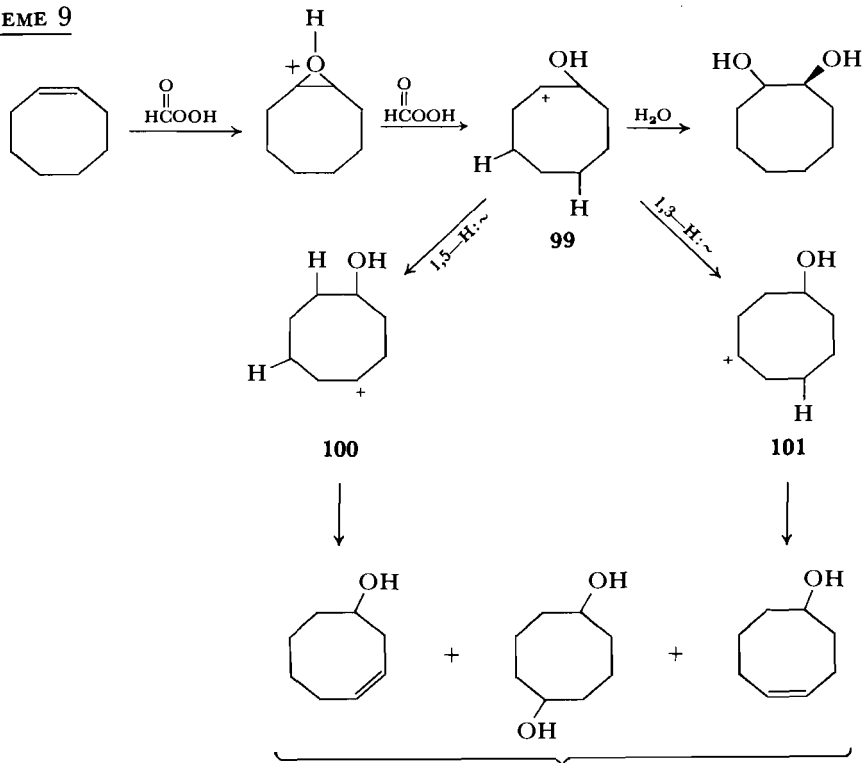 EME 9
H
+O
O
HCOOH
O
HCOOH
OH
+
H
H
99
H₂O
HO
OH
1,5—H:~
1,3—H:~
H
OH
H
+
100
OH
+
H
101
OH
+
OH
OH
+
OH